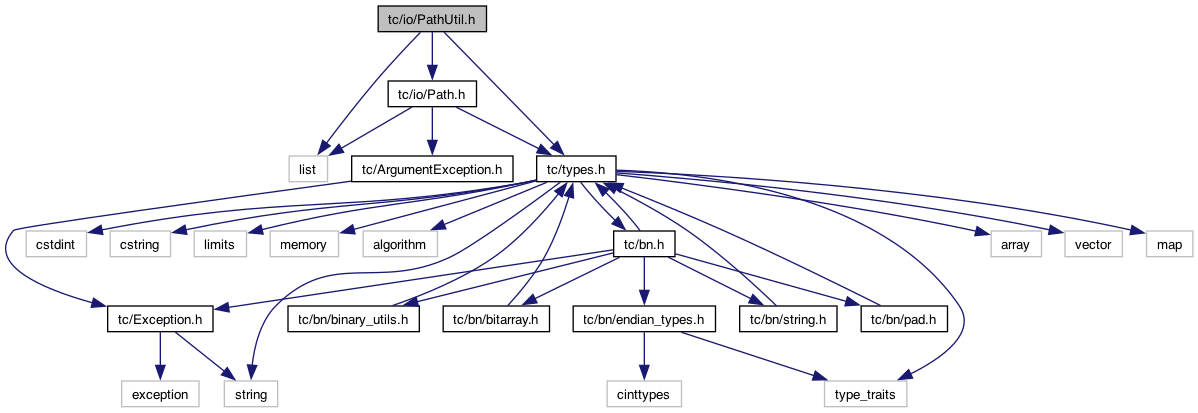 tc/io/PathUtil.h
tc/io/Path.h
list
tc/ArgumentException.h
tc/types.h
cstdint
cstring
limits
memory
algorithm
tc/bn.h
array
vector
map
tc/Exception.h
tc/bn/binary_utils.h
tc/bn/bitarray.h
tc/bn/endian_types.h
tc/bn/string.h
tc/bn/pad.h
exception
string
cinttypes
type_traits